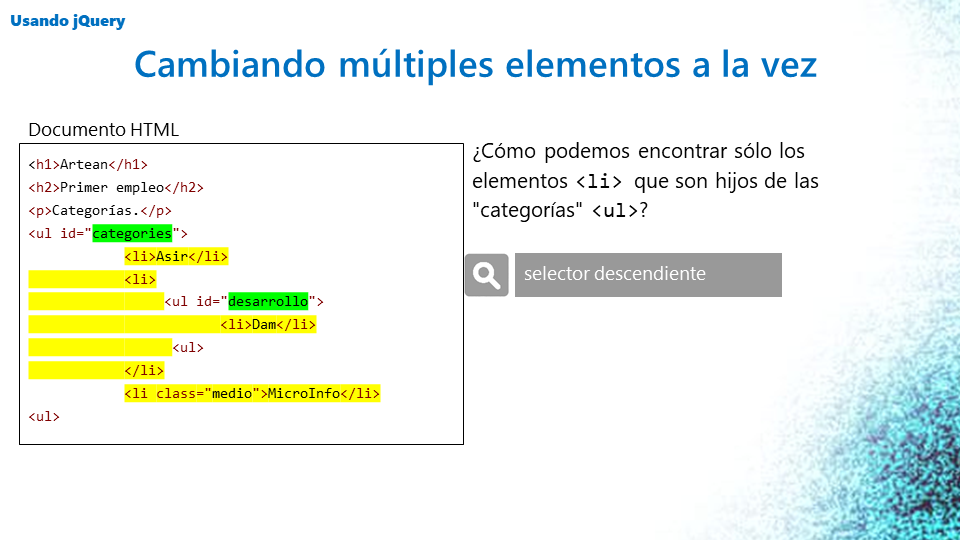 Usando jQuery
Cambiando múltiples elementos a la vez
Documento HTML
<h1>Artean</h1>
<h2>Primer empleo</h2>
<p>Categorías.</p>
<ul id="categories">
<li>Asir</li>
<li>
<ul id="desarrollo">
<li>Dam</li>
<ul>
</li>
<li class="medio">MicroInfo</li>
<ul>
¿Cómo podemos encontrar sólo los
elementos <li> que son hijos de las
"categorías" <ul>?
selector descendiente